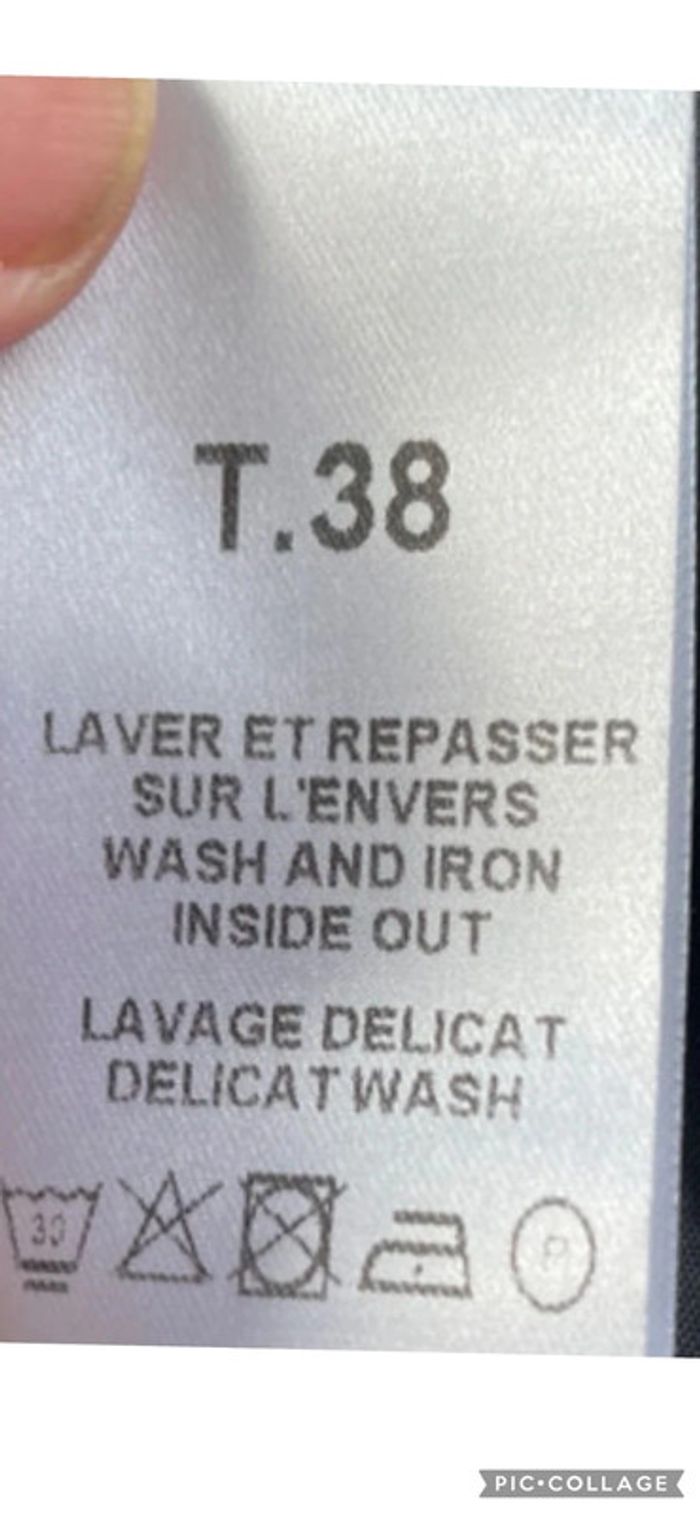 T.38
LAVER ET REPASSER
SUR L'ENVERS
WASH AND IRON
INSIDE OUT
LAVAGE DELICAT
DELICAT WASH
30
P
PIC•COLLAGE